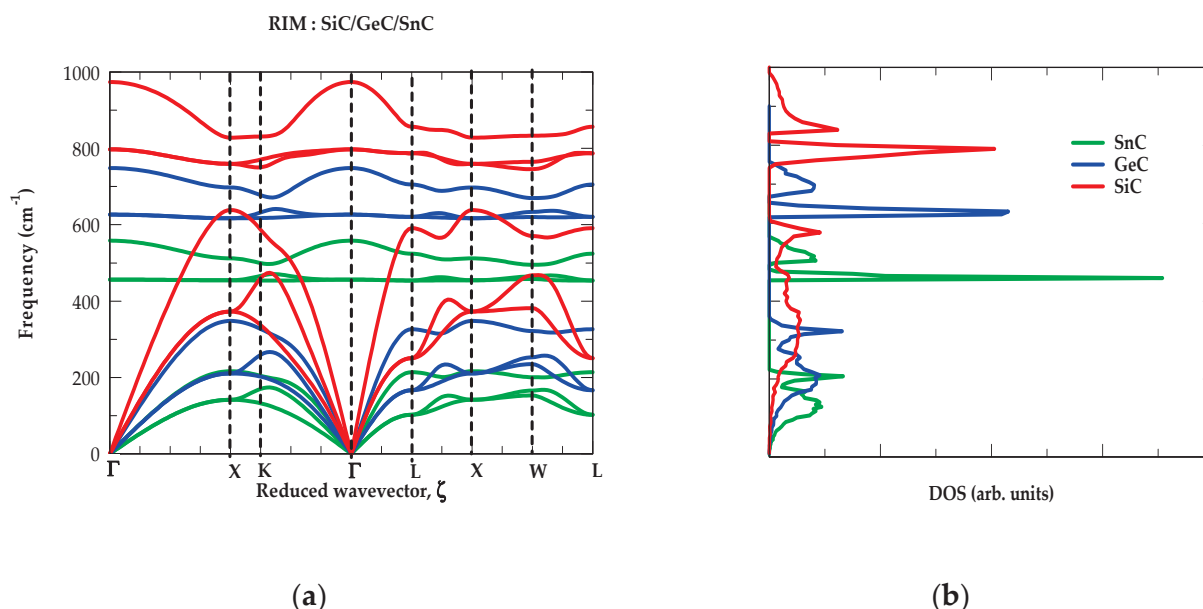 RIM : SiC/GeC/SnC
1000
800
600
400
200
0
Frequency (cm⁻¹)
Γ X K Γ L X W L
Reduced wavevector, ζ
SnC
GeC
SiC
DOS (arb. units)
(a) (b)